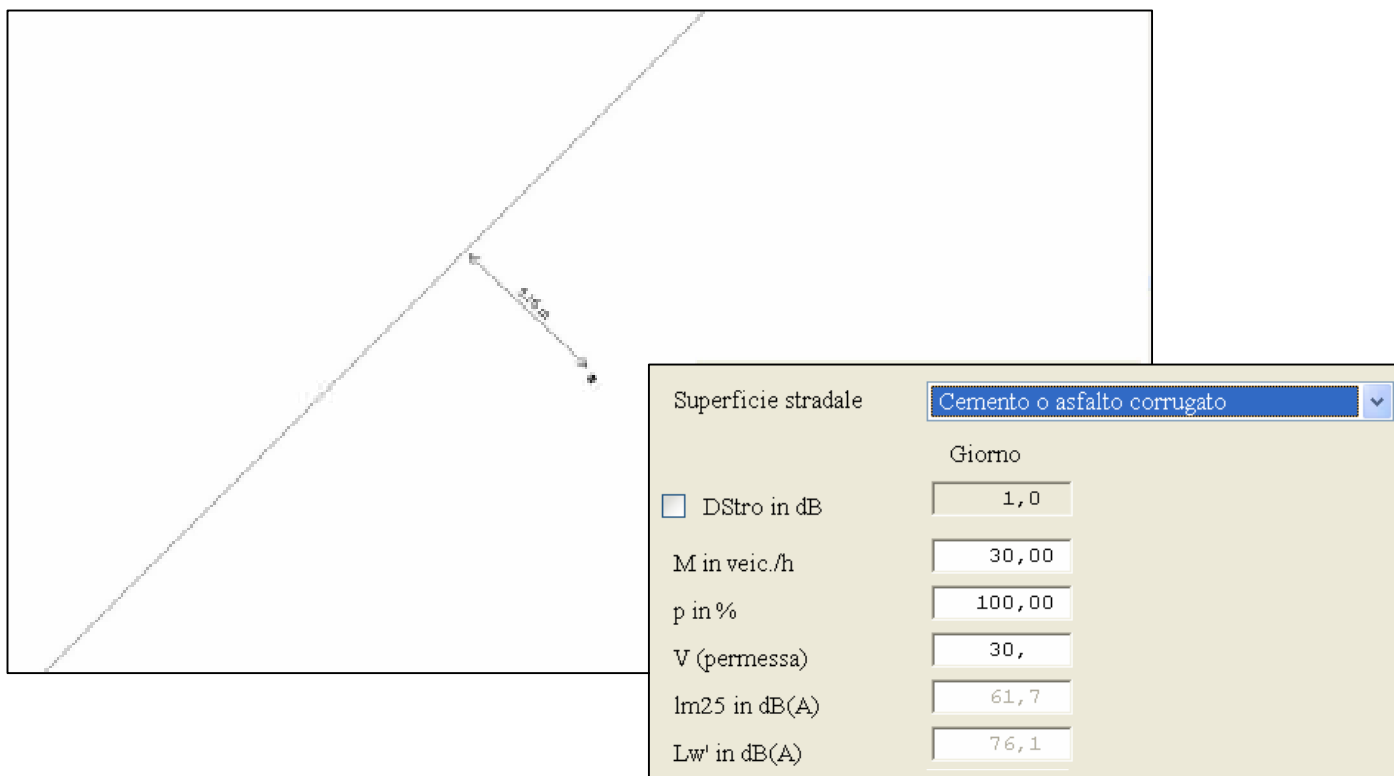 Superficie stradale Cemento o asfalto corrugato
Giorno
DStro in dB 1,0
M in veic./h 30,00
p in % 100,00
V (permessa) 30,
lm25 in dB(A) 61,7
Lw' in dB(A) 76,1